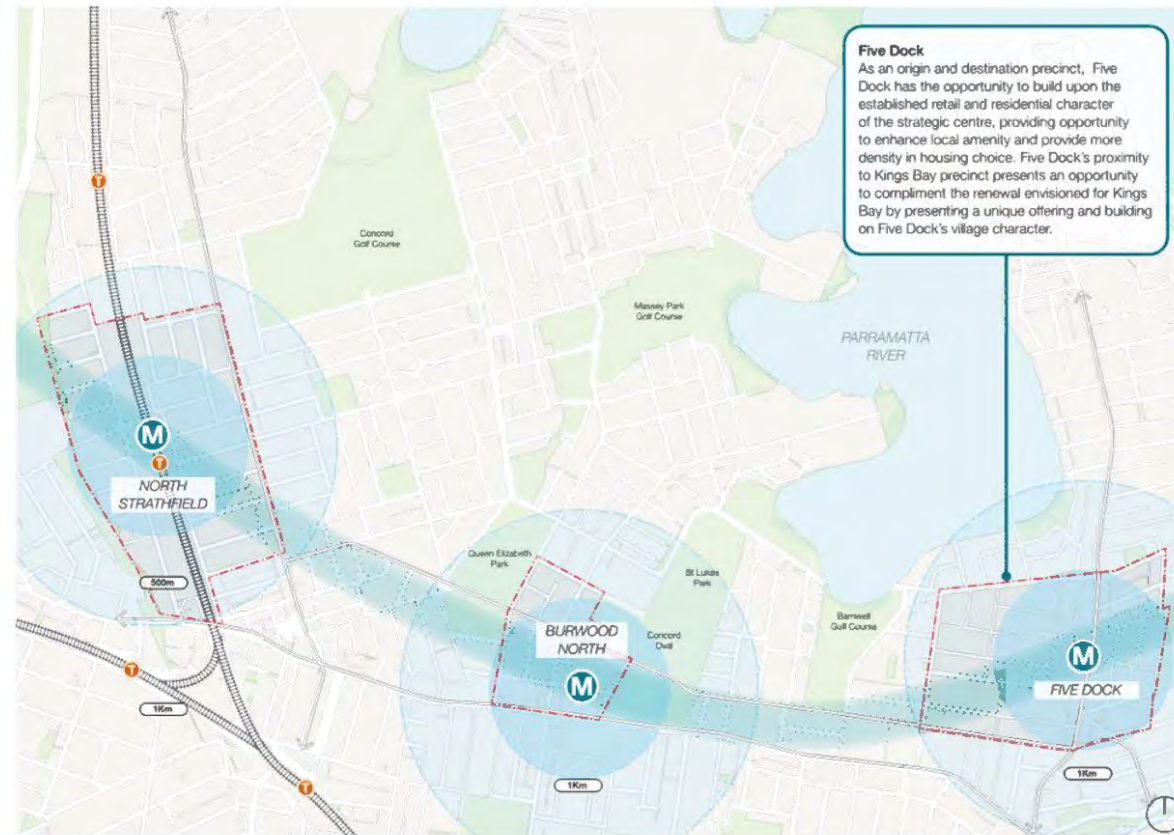 Five Dock
As an origin and destination precinct, Five
Dock has the opportunity to build upon the
established retail and residential character
of the strategic centre, providing opportunity
to enhance local amenity and provide more
density in housing choice. Five Dock's proximity
to Kings Bay precinct presents an opportunity
to compliment the renewal envisioned for Kings
Bay by presenting a unique offering and building
on Five Dock's village character.
T
Concord
Golf Course
Massey Park
Golf Course
PARRAMATTA
RIVER
M
T
NORTH
STRATHFIELD
500m
Queen Elizabeth
Park
St Lukes
Park
Barnwell
Golf Course
BURWOOD
NORTH
Concord
Oval
M
M
FIVE DOCK
T
1Km
1Km
1Km
T